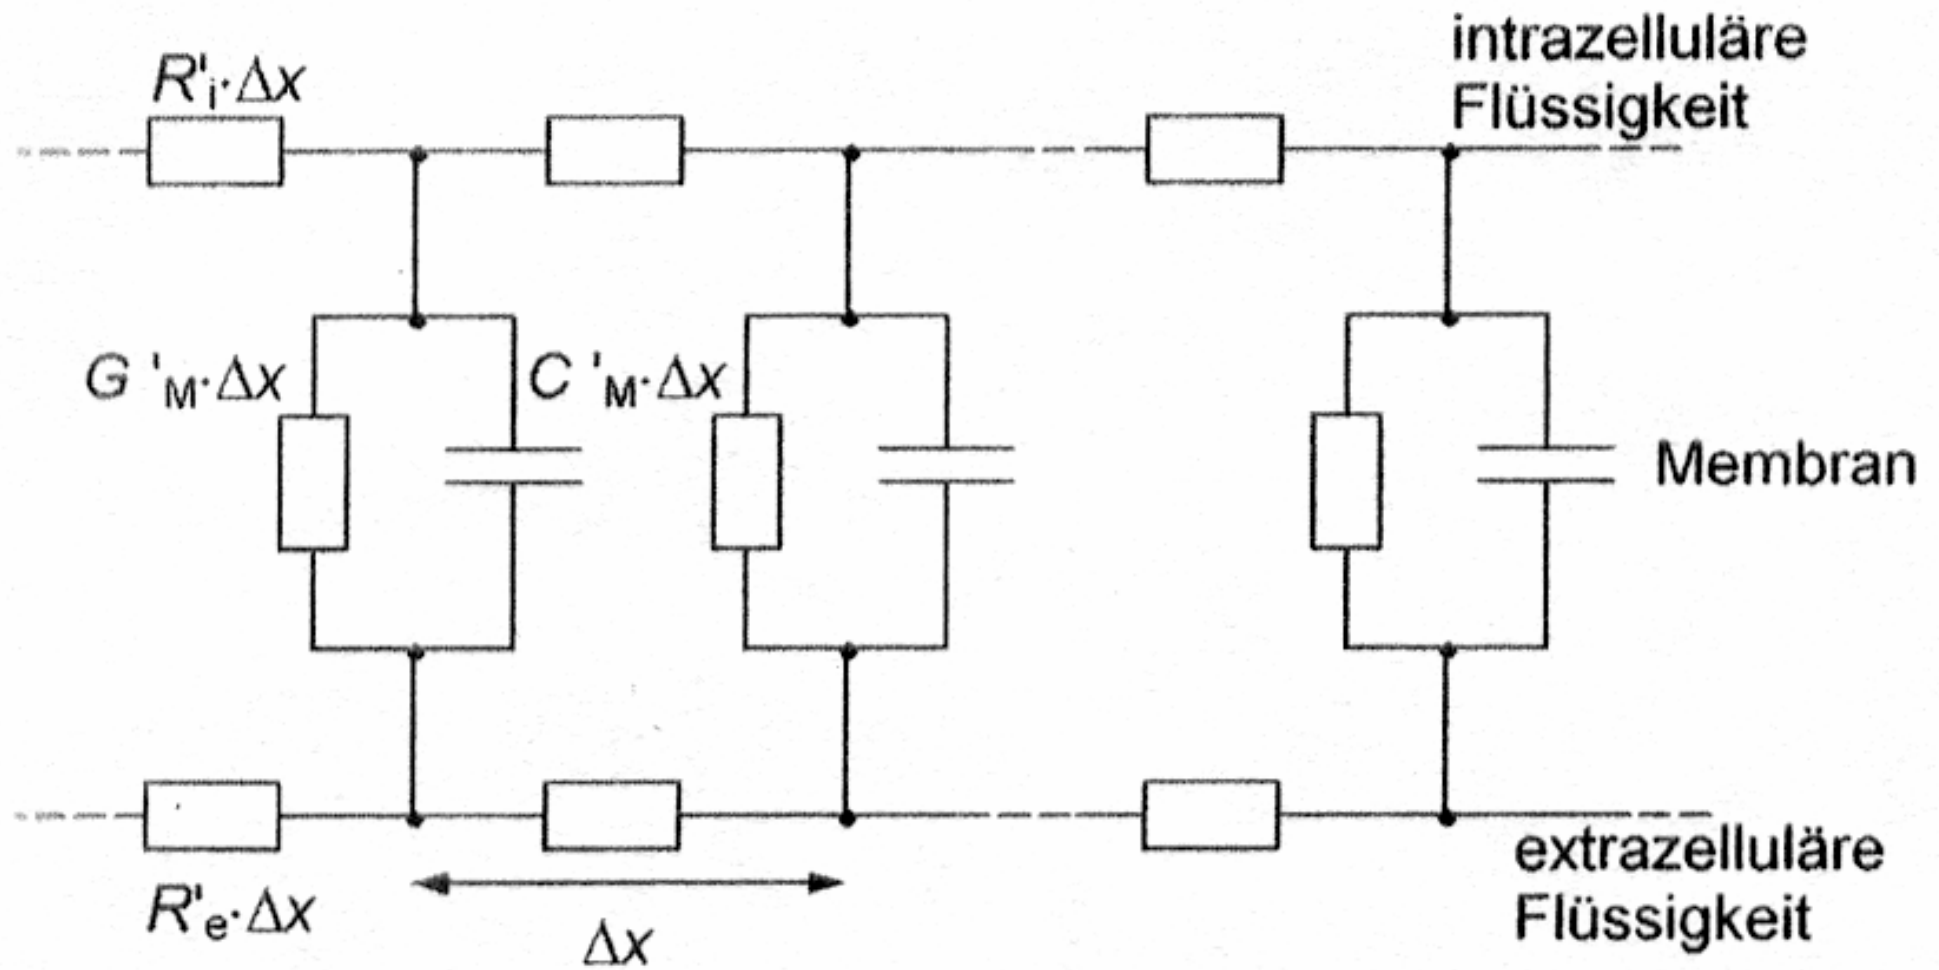 intrazelluläre
Flüssigkeit
R'i·Δx
G'M·Δx
C'M·Δx
Membran
R'e·Δx
Δx
extrazelluläre
Flüssigkeit